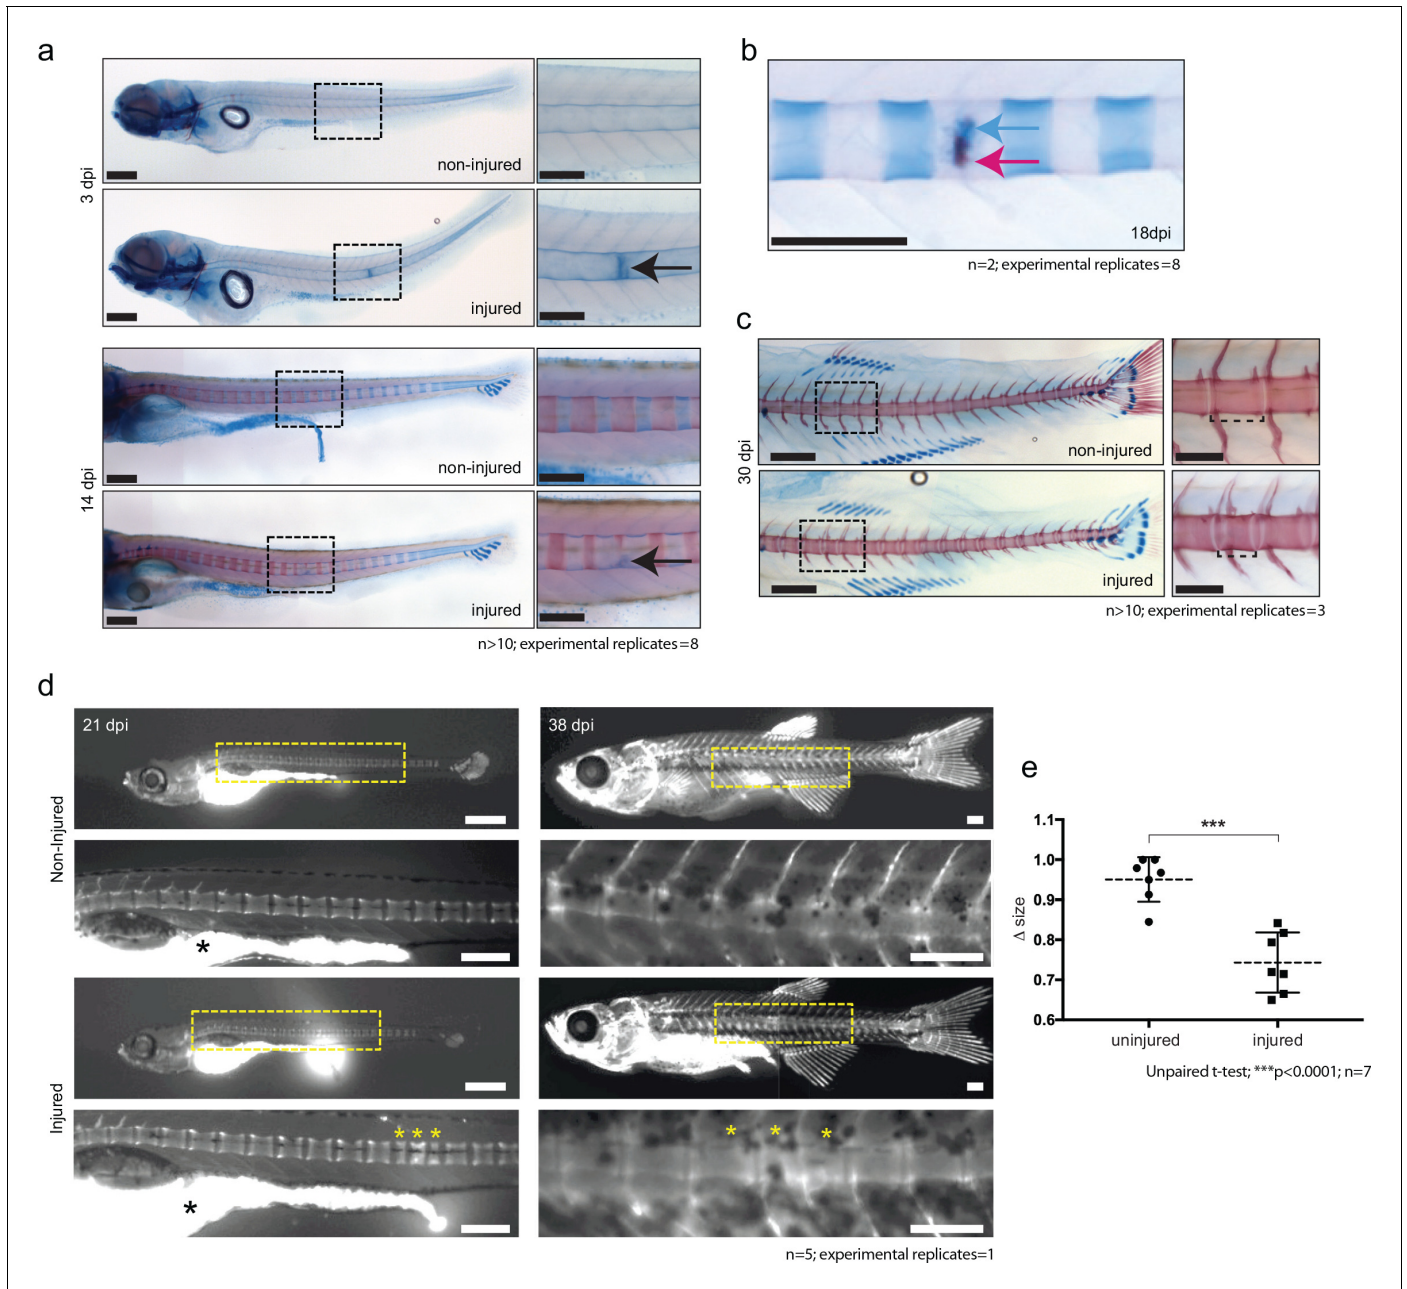 a
3 dpi
non-injured
injured
14 dpi
non-injured
injured
n>10; experimental replicates=8
b
18dpi
n=2; experimental replicates=8
c
30 dpi
non-injured
injured
n>10; experimental replicates=3
d
21 dpi
38 dpi
Non-Injured
*
Injured
* * *
*
* * *
n=5; experimental replicates=1
e
***
Δ size
1.1
1.0
0.9
0.8
0.7
0.6
uninjured
injured
Unpaired t-test; ***p<0.0001; n=7